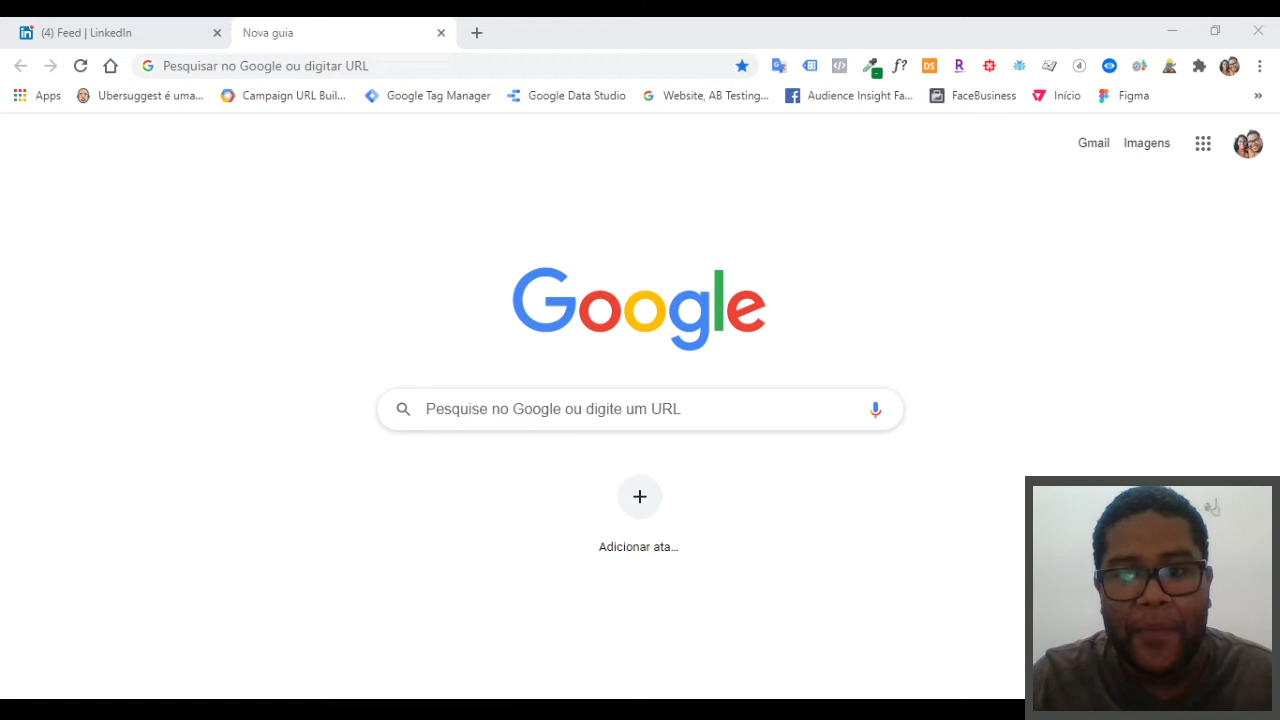 (4) Feed | LinkedIn
Nova guia
Pesquisar no Google ou digitar URL
f?
DS
R
d
Apps
Ubersuggest é uma...
Campaign URL Buil...
Google Tag Manager
Google Data Studio
Website, AB Testing,...
Audience Insight Fa...
FaceBusiness
Início
Figma
»
Gmail
Imagens
Google
Pesquise no Google ou digite um URL
Adicionar ata...